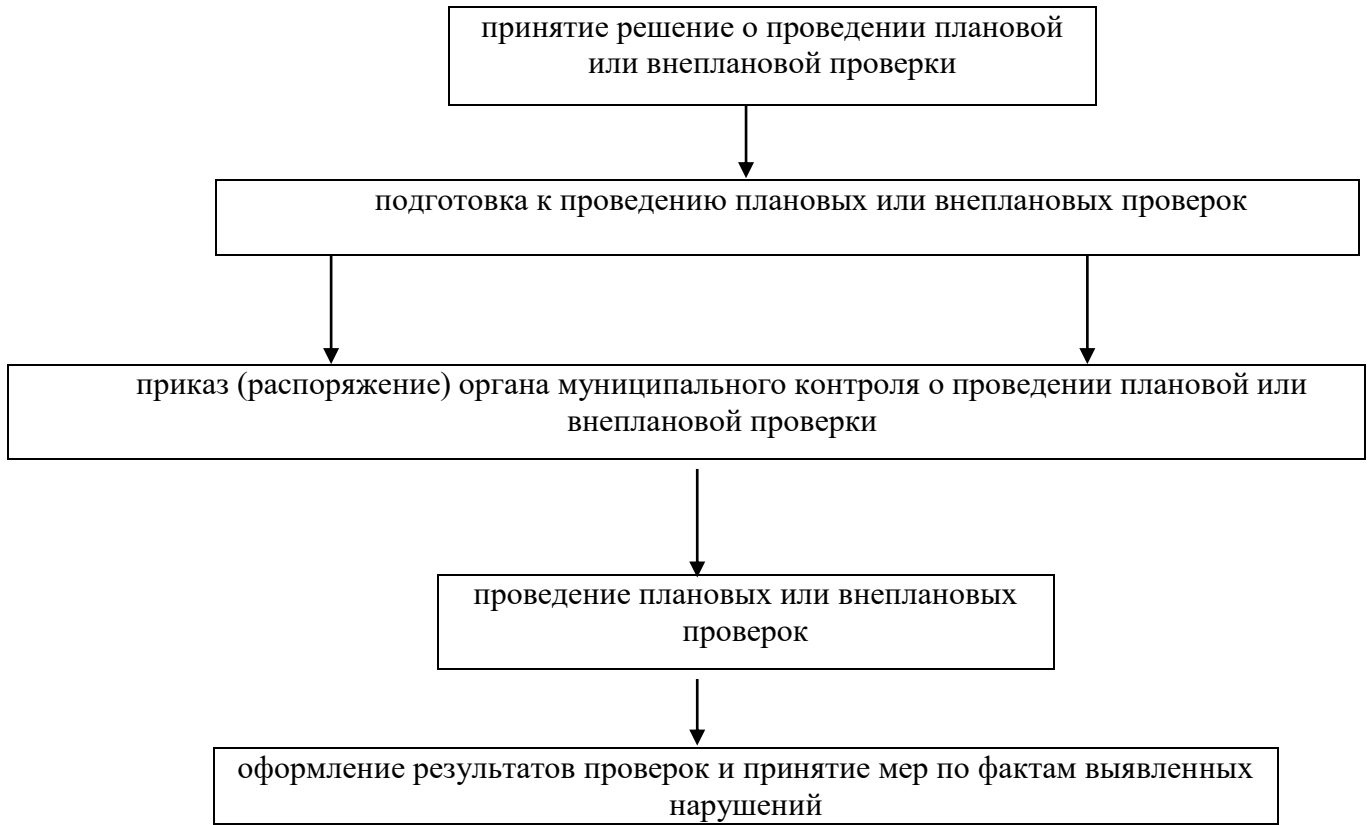 принятие решение о проведении плановой
или внеплановой проверки
подготовка к проведению плановых или внеплановых проверок
приказ (распоряжение) органа муниципального контроля о проведении плановой или
внеплановой проверки
проведение плановых или внеплановых
проверок
оформление результатов проверок и принятие мер по фактам выявленных
нарушений